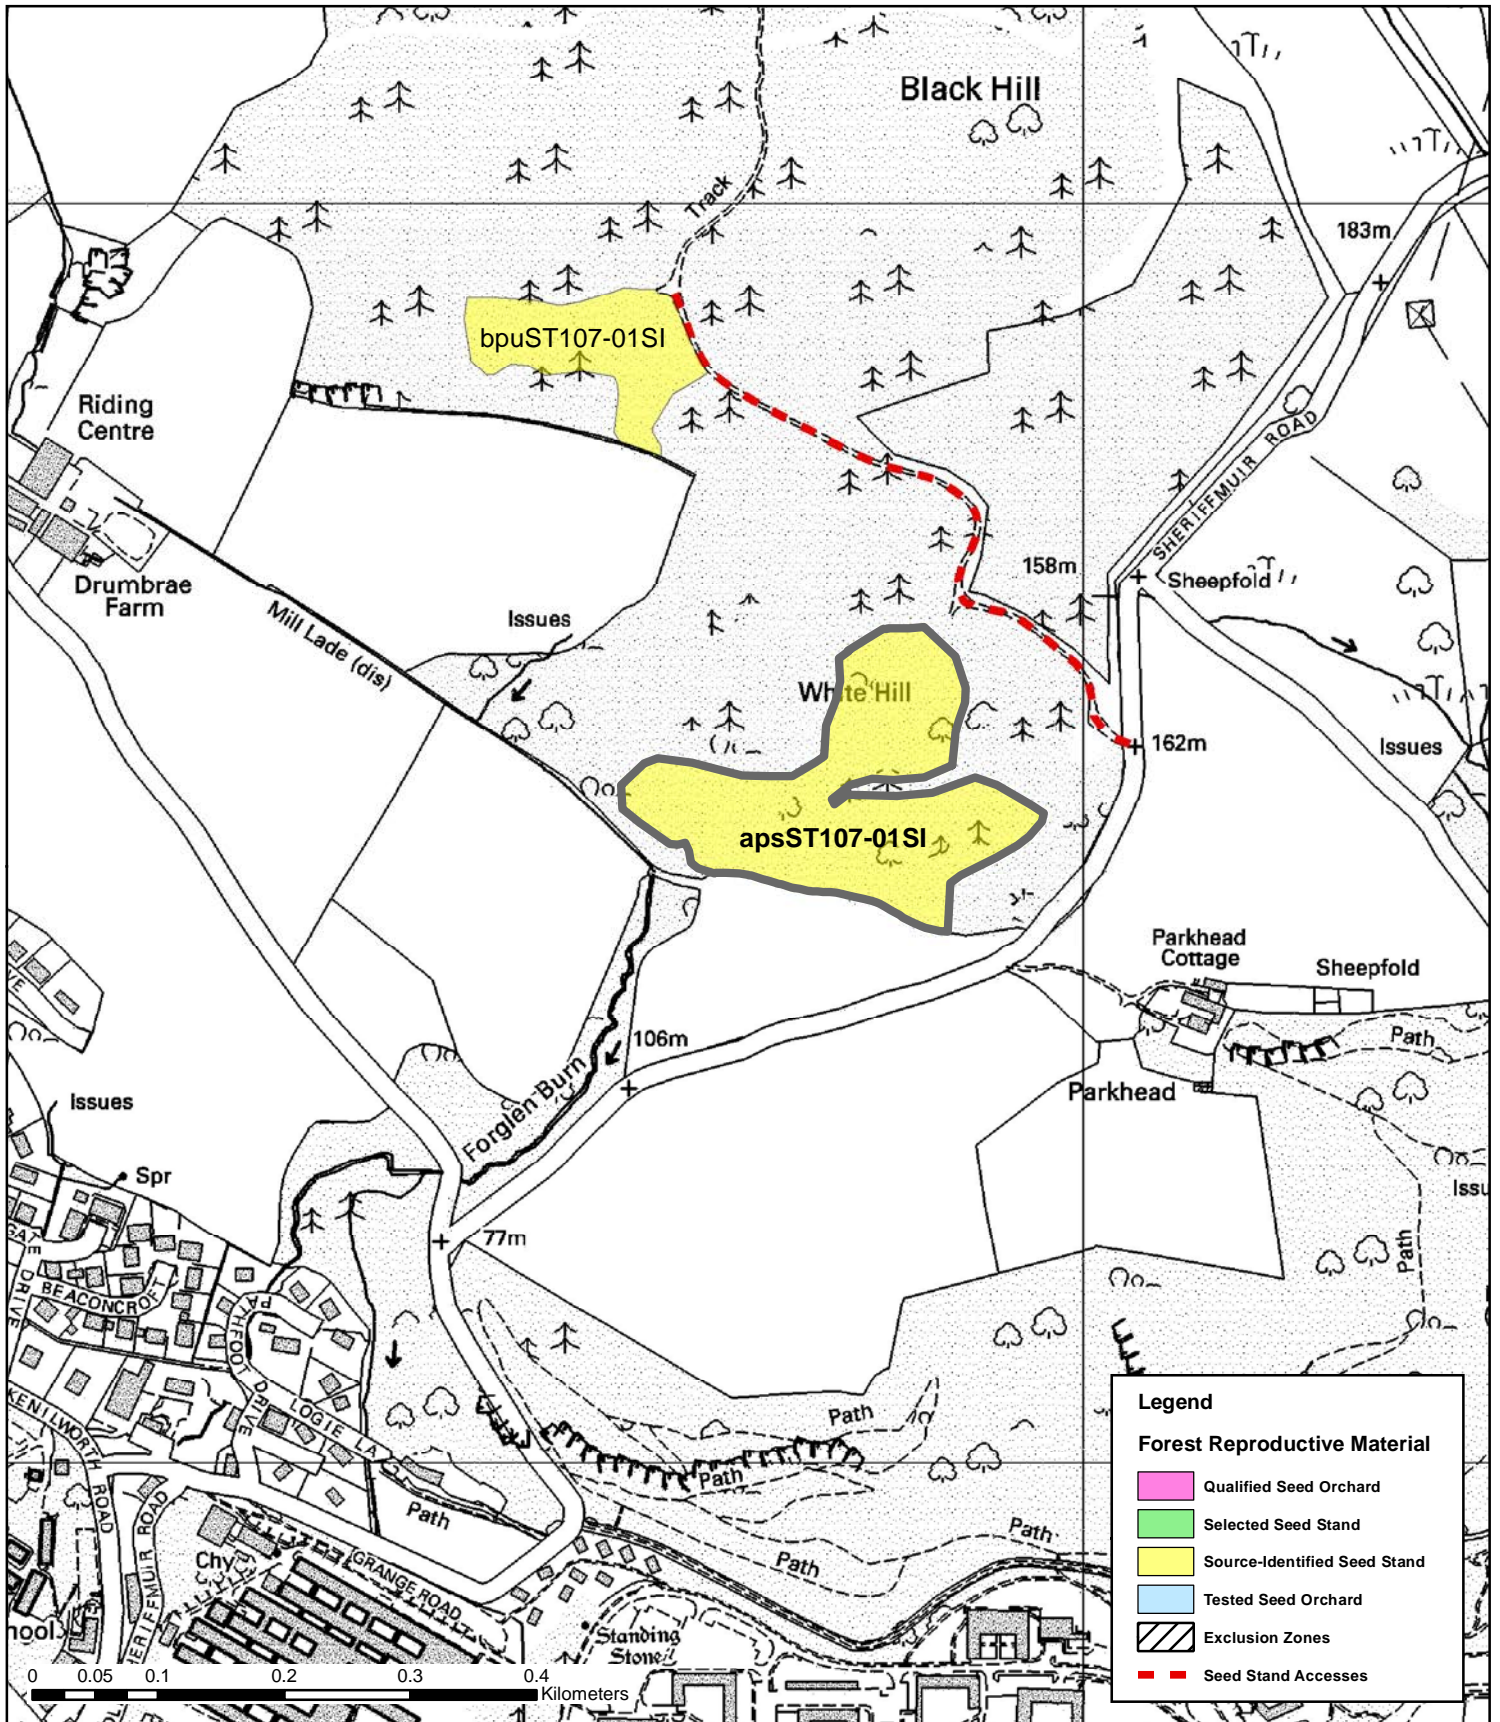 Black Hill
Track
183m
bpuST107-01SI
Riding
Centre
SHERIFFMUIR ROAD
158m
Sheepfold
Drumbrae
Farm
Mill Lade (dis)
Issues
White Hill
162m
Issues
apsST107-01SI
Parkhead
Cottage
Sheepfold
Path
106m
Forglen Burn
Parkhead
Issues
Spr
Path
77m
GATE DRIVE
BEACONCROFT
PATHFOOT DRIVE
LOGIE LA
KENILWORTH ROAD
Path
Path
Path
Path
Path
SHERIFFMUIR ROAD
Chy
GRANGE ROAD
Standing
Stone
0 0.05 0.1 0.2 0.3 0.4
Kilometers
Legend
Forest Reproductive Material
Qualified Seed Orchard
Selected Seed Stand
Source-Identified Seed Stand
Tested Seed Orchard
Exclusion Zones
Seed Stand Accesses